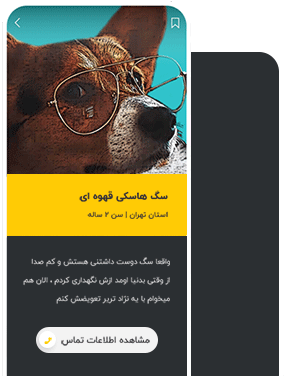 سگ هاسکی قهوه ای
استان تهران | سن ۲ ساله
واقعا سگ دوست داشتنی هستش و کم صدا
از وقتی بدنیا اومد ازش نگهداری کردم ، الان هم
میخوام با یه نژاد تریر تعویضش کنم
مشاهده اطلاعات تماس